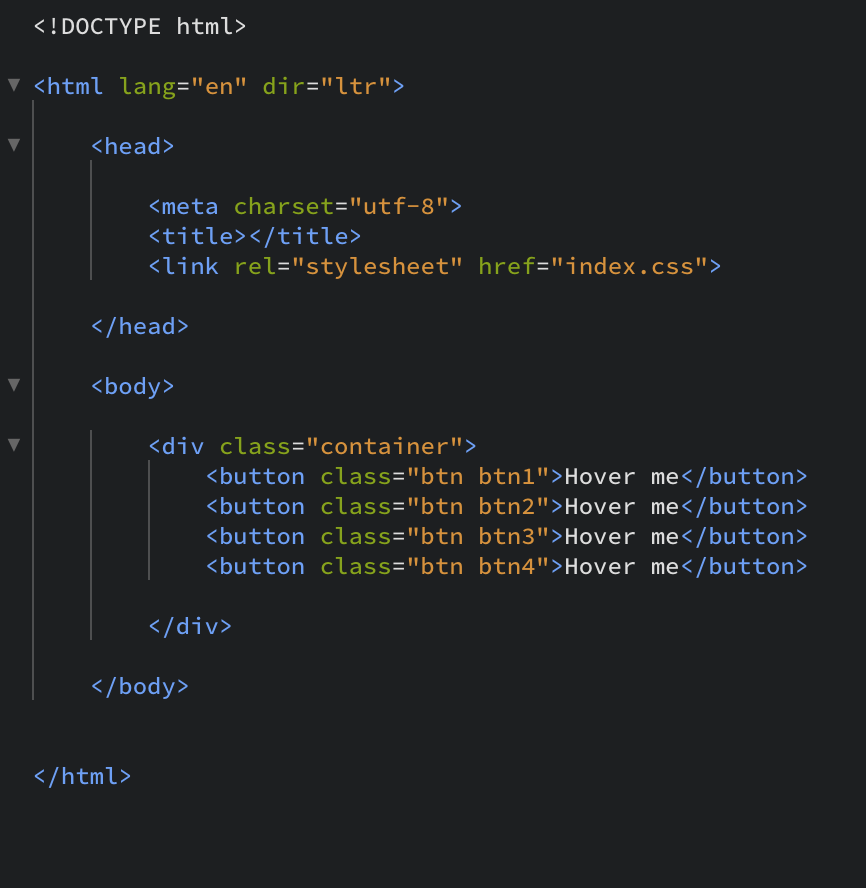 <!DOCTYPE html>
<html lang="en" dir="ltr">
<head>
<meta charset="utf-8">
<title></title>
<link rel="stylesheet" href="index.css">
</head>
<body>
<div class="container">
<button class="btn btn1">Hover me</button>
<button class="btn btn2">Hover me</button>
<button class="btn btn3">Hover me</button>
<button class="btn btn4">Hover me</button>
</div>
</body>
</html>